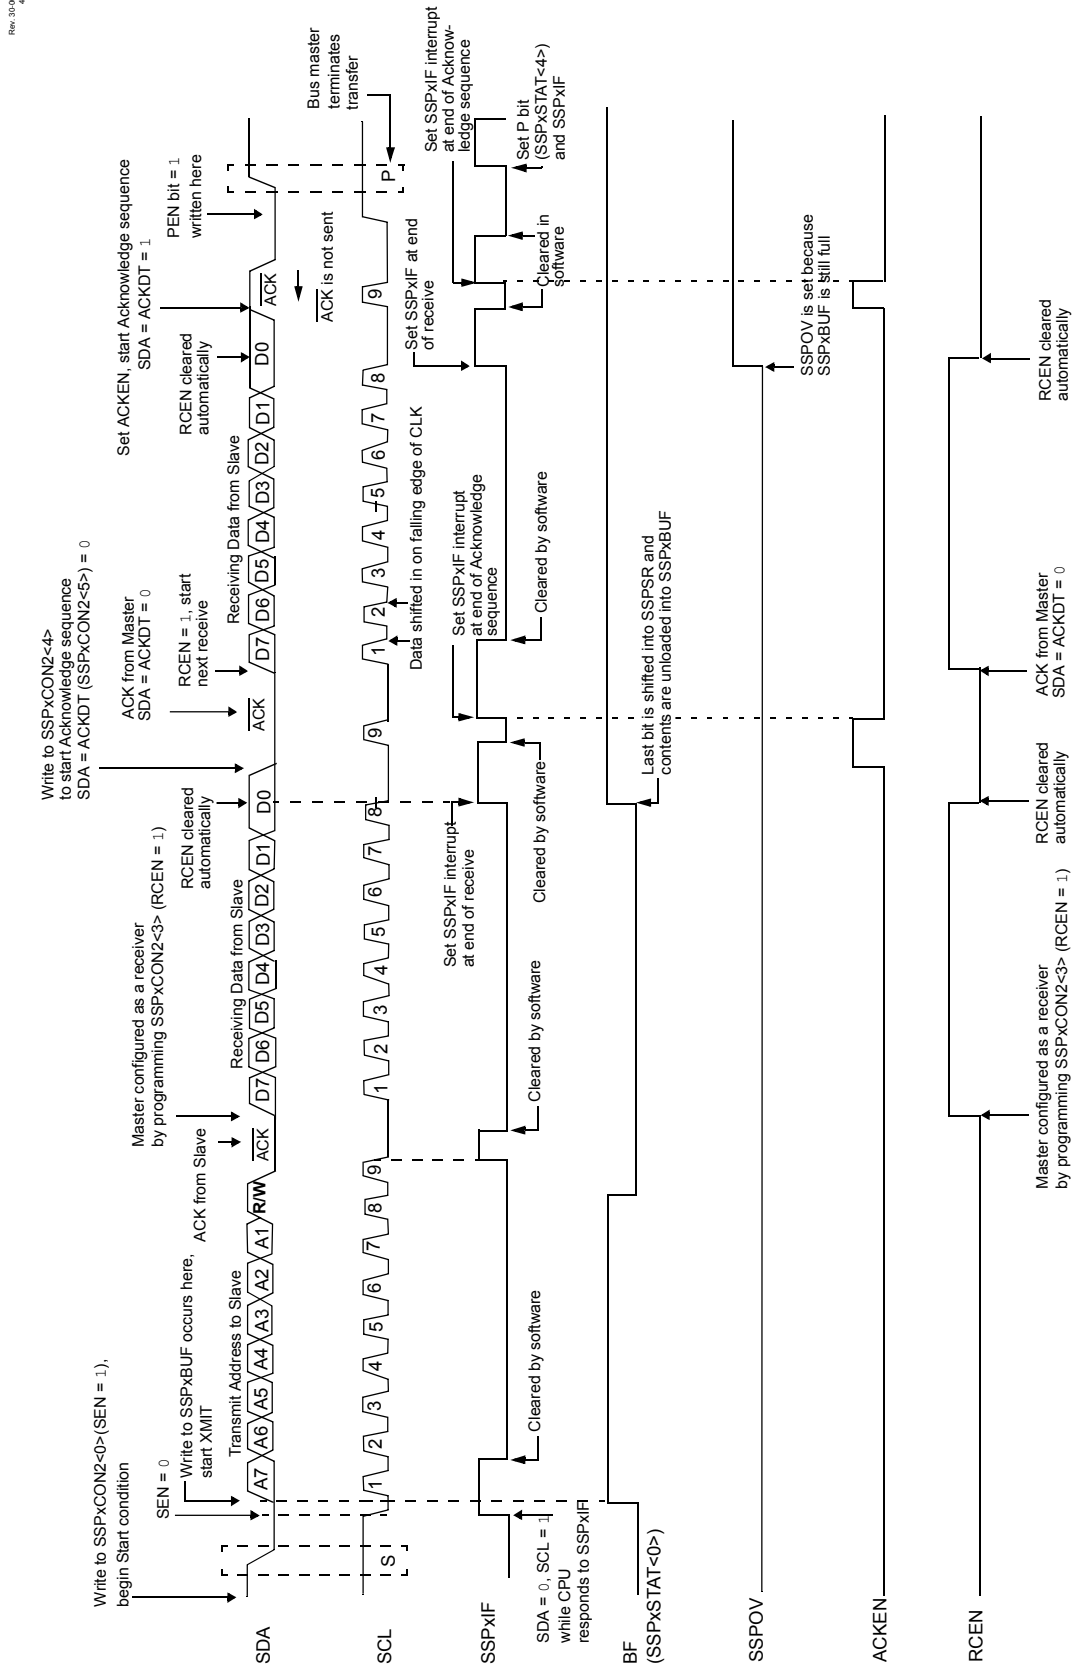 Rev. 30-0
4
Write to SSPxCON2<0>(SEN = 1),
begin Start condition
SEN = 0
Write to SSPxBUF occurs here,
start XMIT
ACK from Slave
Master configured as a receiver
by programming SSPxCON2<3> (RCEN = 1)
RCEN cleared
automatically
Write to SSPxCON2<4>
to start Acknowledge sequence
SDA = ACKDT (SSPxCON2<5>) = 0
ACK from Master
SDA = ACKDT = 0
RCEN = 1, start
next receive
RCEN cleared
automatically
Set ACKEN, start Acknowledge sequence
SDA = ACKDT = 1
PEN bit = 1
written here
Transmit Address to Slave
Receiving Data from Slave
Receiving Data from Slave
SDA
A7 A6 A5 A4 A3 A2 A1 R/W ACK D7 D6 D5 D4 D3 D2 D1 D0 ACK D7 D6 D5 D4 D3 D2 D1 D0 ACK
ACK is not sent
Bus master
terminates
transfer
SCL
S 1 2 3 4 5 6 7 8 9 1 2 3 4 5 6 7 8 9 1 2 3 4 5 6 7 8 9 P
Data shifted in on falling edge of CLK
Set SSPxIF interrupt
at end of receive
Set SSPxIF interrupt
at end of Acknowledge
sequence
Set SSPxIF at end
of receive
Set SSPxIF interrupt
at end of Acknow-
ledge sequence
SSPxIF
SDA = 0, SCL = 1
while CPU
responds to SSPxIF
Cleared by software
Cleared by software
Cleared by software
Cleared by software
Cleared in
software
Set P bit
(SSPxSTAT<4>)
and SSPxIF
BF
(SSPxSTAT<0>)
Last bit is shifted into SSPSR and
contents are unloaded into SSPxBUF
SSPOV
SSPOV is set because
SSPxBUF is still full
ACKEN
RCEN
Master configured as a receiver
by programming SSPxCON2<3> (RCEN = 1)
RCEN cleared
automatically
ACK from Master
SDA = ACKDT = 0
RCEN cleared
automatically